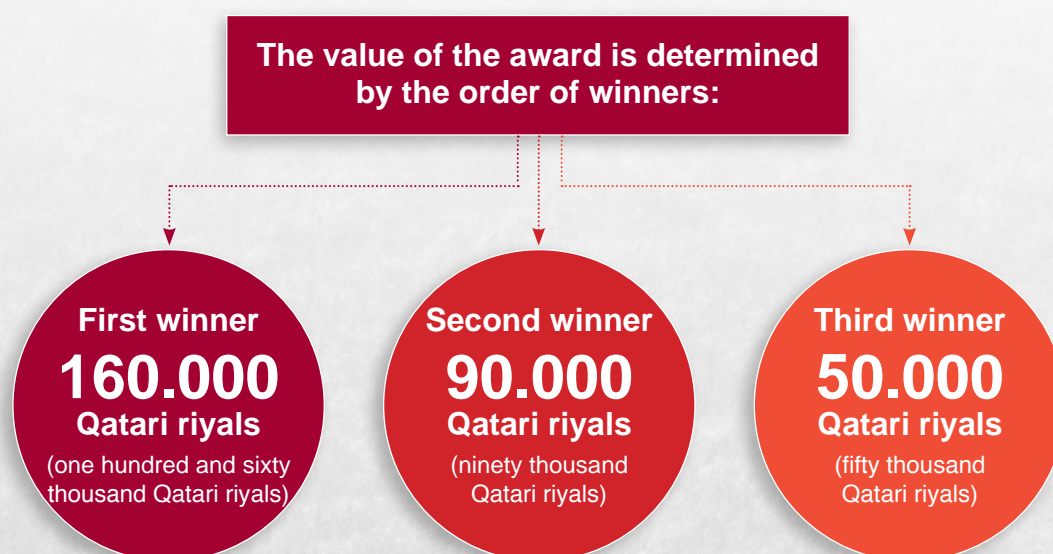 The value of the award is determined
by the order of winners:
First winner
160.000
Qatari riyals
(one hundred and sixty
thousand Qatari riyals)
Second winner
90.000
Qatari riyals
(ninety thousand
Qatari riyals)
Third winner
50.000
Qatari riyals
(fifty thousand
Qatari riyals)